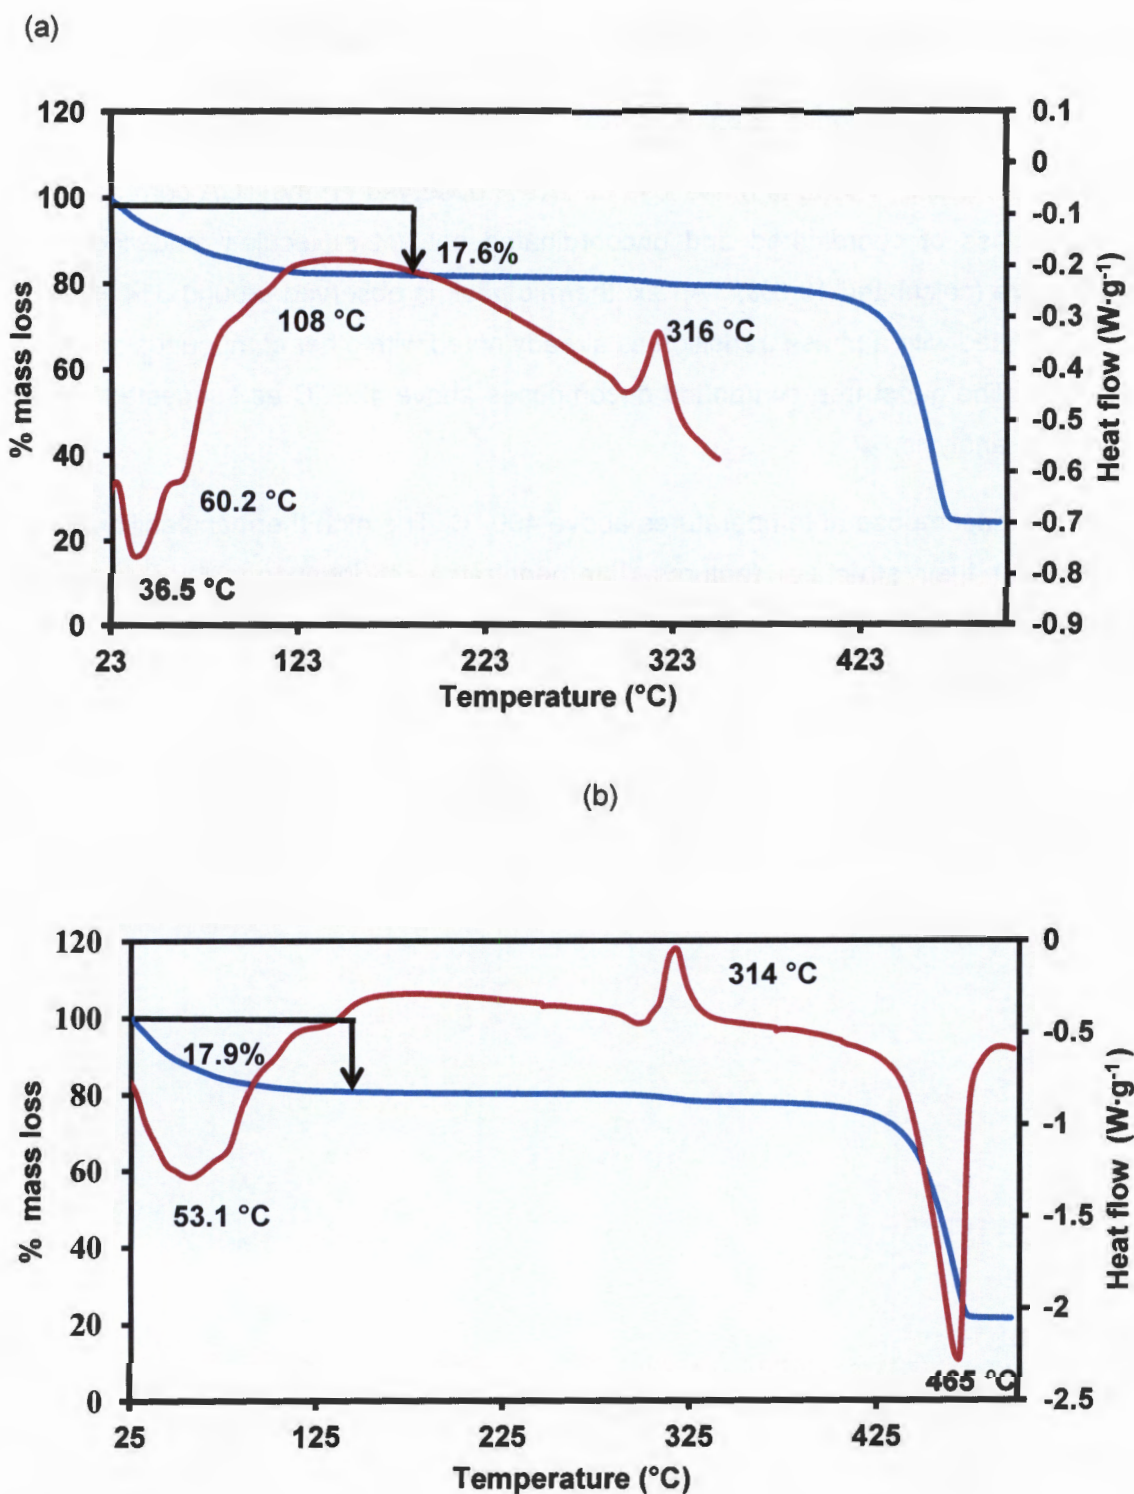 (a)
120
100
80
60
40
20
0
% mass loss
0.1
0
-0.1
-0.2
-0.3
-0.4
-0.5
-0.6
-0.7
-0.8
-0.9
Heat flow (W·g⁻¹)
17.6%
108 °C
316 °C
60.2 °C
36.5 °C
23
123
223
323
423
Temperature (°C)
(b)
120
100
80
60
40
20
0
% mass loss
0
-0.5
-1
-1.5
-2
-2.5
Heat flow (W·g⁻¹)
314 °C
17.9%
53.1 °C
465 °C
25
125
225
325
425
Temperature (°C)